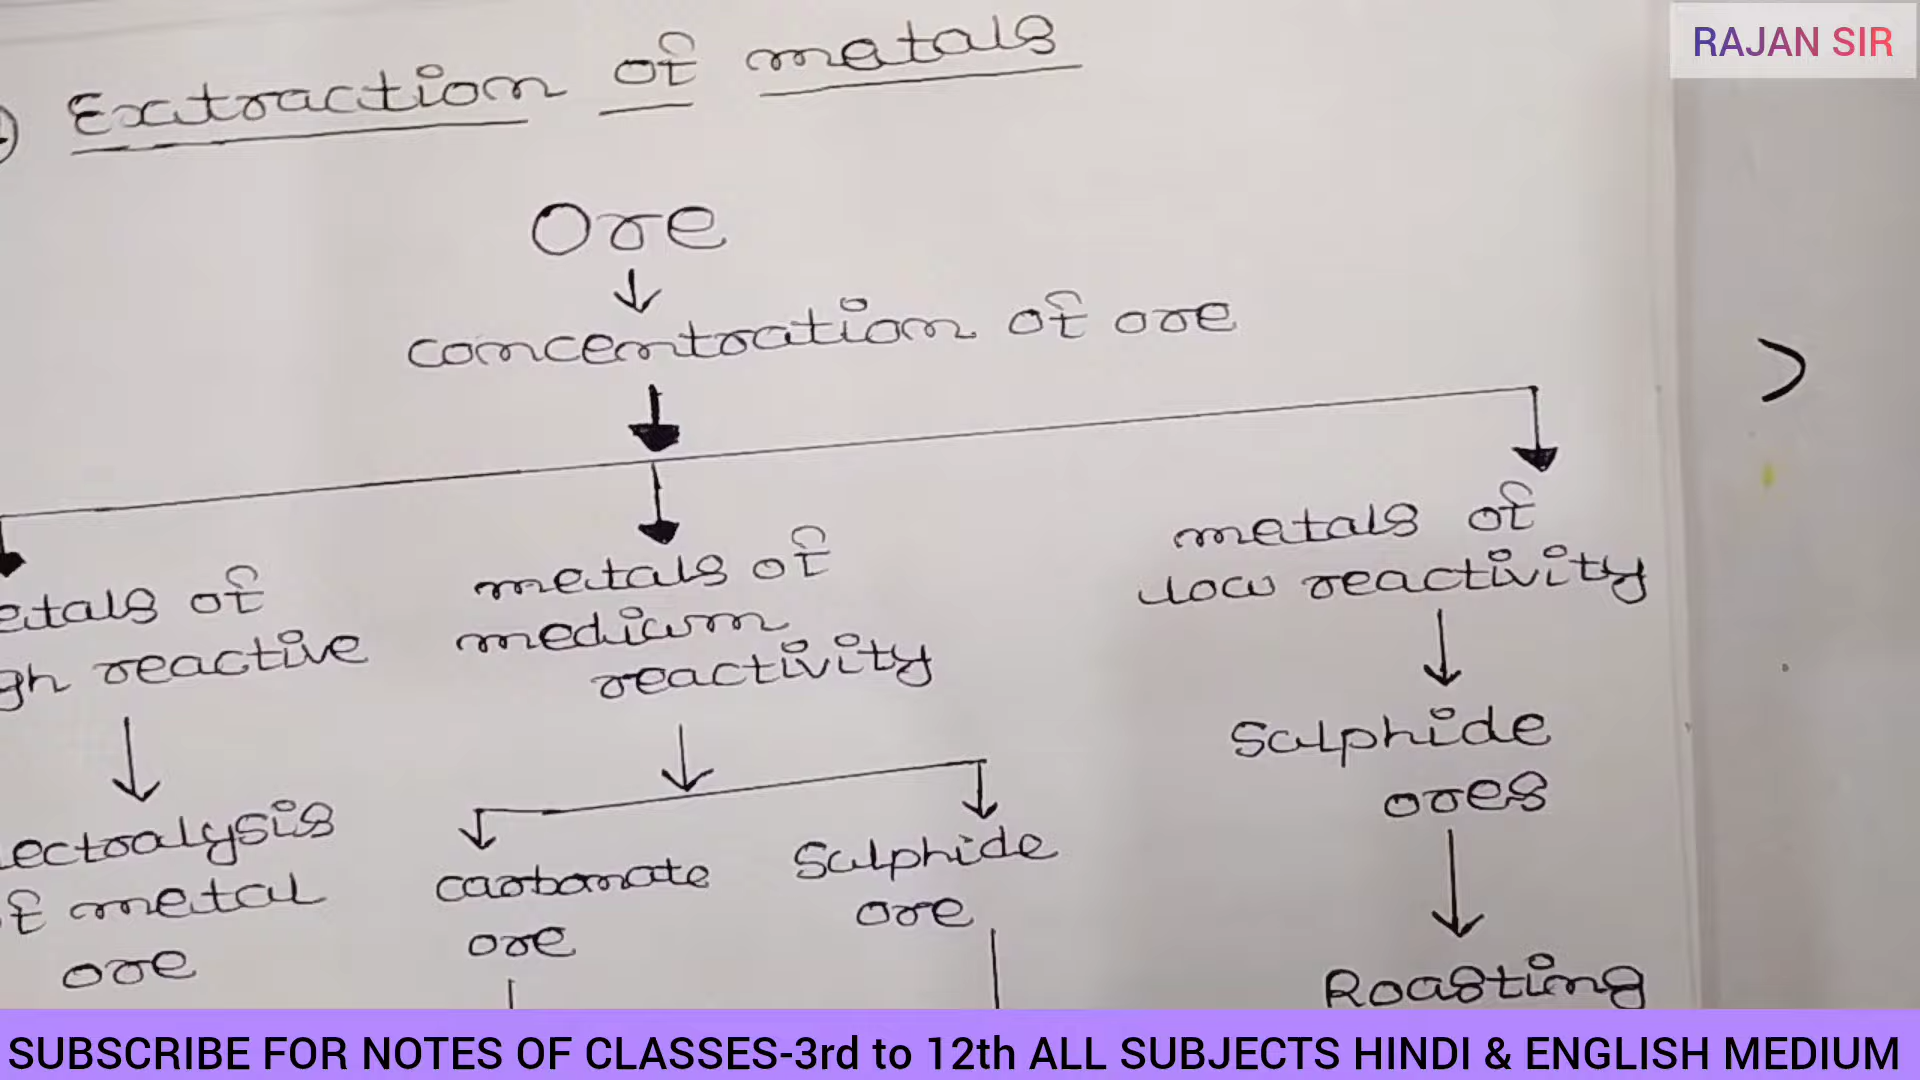 RAJAN SIR
Extraction of metals
Ore
concentration of ore
etals of
gh reactive
metals of
medium
reactivity
metals of
low reactivity
lectroalysis
of metal
ore
carbonate
ore
Sulphide
ore
Sulphide
ores
Roasting
SUBSCRIBE FOR NOTES OF CLASSES-3rd to 12th ALL SUBJECTS HINDI & ENGLISH MEDIUM